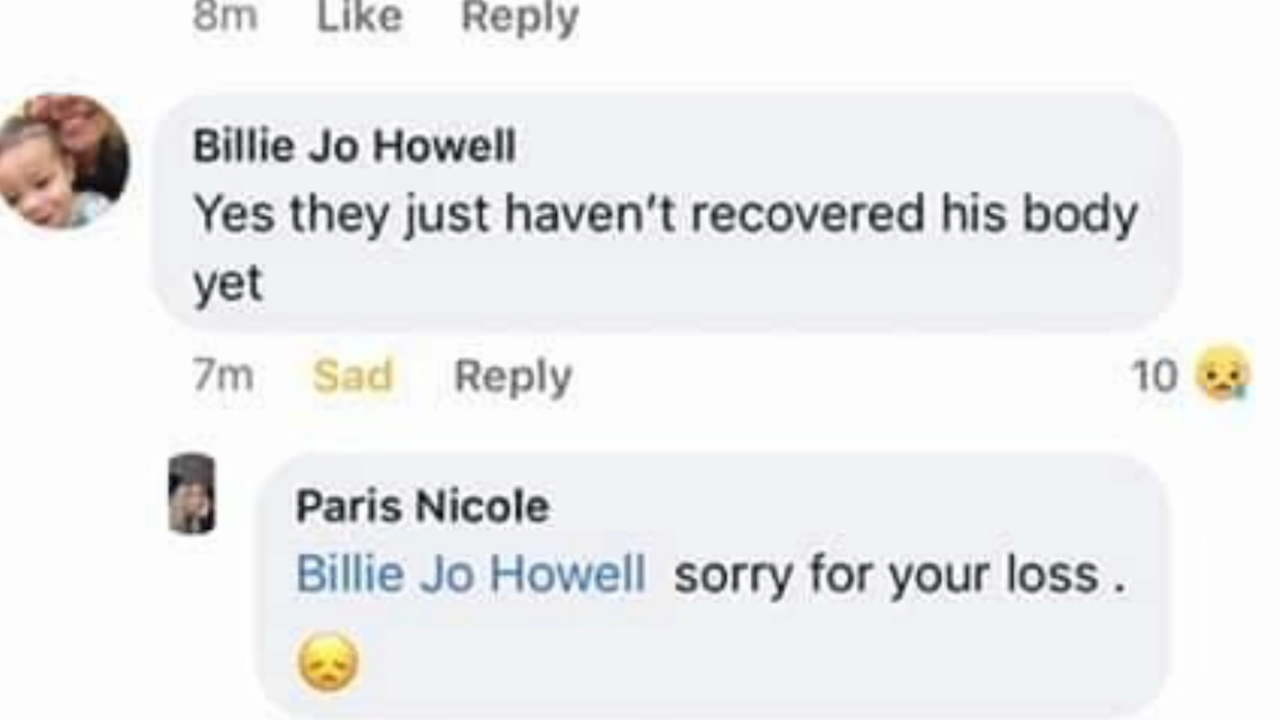 8m Like Reply
Billie Jo Howell
Yes they just haven't recovered his body
yet
7m Sad Reply 10
Paris Nicole
Billie Jo Howell sorry for your loss .